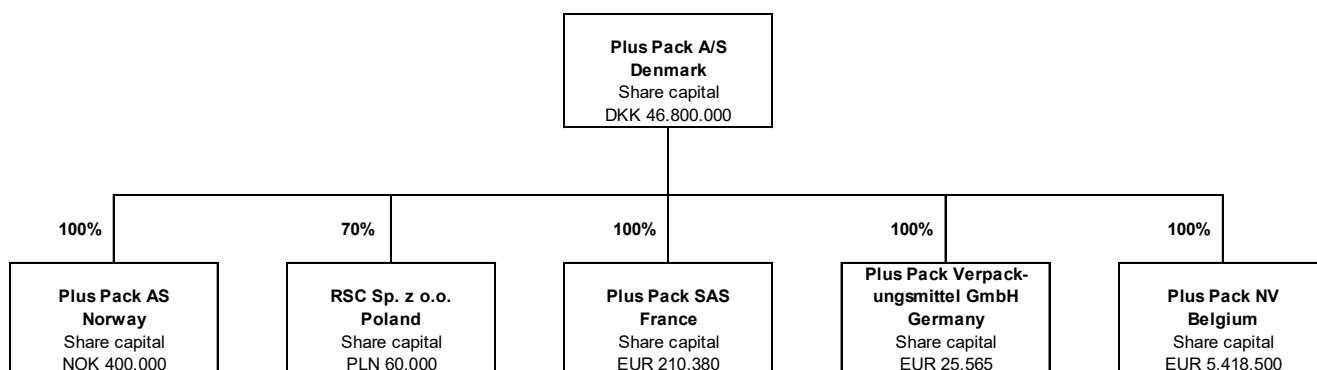 Plus Pack A/S
Denmark
Share capital
DKK 46.800.000
100%
70%
100%
100%
100%
Plus Pack AS
Norway
Share capital
NOK 400.000
RSC Sp. z o.o.
Poland
Share capital
PLN 60.000
Plus Pack SAS
France
Share capital
EUR 210.380
Plus Pack Verpack-
ungsmittel GmbH
Germany
Share capital
EUR 25.565
Plus Pack NV
Belgium
Share capital
EUR 5.418.500